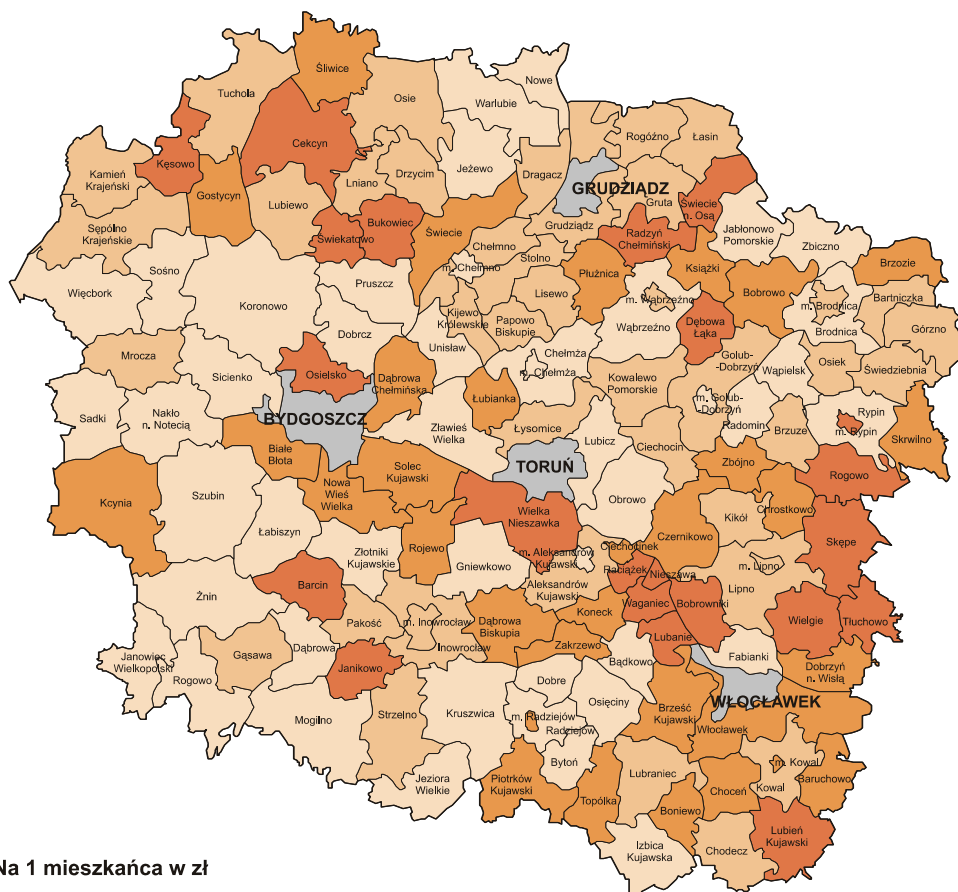 Śliwice
Tuchola
Osie
Nowe
Warlubie
Cekcyn
Kęsowo
Kamień
Krajeński
Gostycyn
Lniano
Drzycim
Jeżewo
Dragacz
Rogóźno
Łasin
GRUDZIĄDZ
Gruta
Świecie
n. Osą
Lubiewo
Sępólno
Krajeńskie
Świekatowo
Bukowiec
Świecie
Grudziądz
Radzyń
Chełmiński
Jabłonowo
Pomorskie
Zbiczno
Chełmno
m. Chełmno
Stolno
Płużnica
Książki
Bobrowo
Brzozie
Sośno
Więcbork
Koronowo
Pruszcz
Lisewo
m. Wąbrzeźno
m. Brodnica
Bartniczka
Kijewo
Królewskie
Papowo
Biskupie
Wąbrzeźno
Dębowa
Łąka
Brodnica
Górzno
Dobrcz
Unisław
Mrocza
Sicienko
Osielsko
Dąbrowa
Chełmińska
Chełmża
m. Chełmża
Golub-
-Dobrzyń
Wąpielsk
Osiek
Świedziebnia
Kowalewo
Pomorskie
Łubianka
m. Golub-
-Dobrzyń
Rypin
m. Rypin
Radomin
Brzuze
Skrwilno
Sadki
Nakło
n. Notecią
BYDGOSZCZ
Zławieś
Wielka
Łysomice
Lubicz
Ciechocin
Białe
Błota
TORUŃ
Zbójno
Rogowo
Kcynia
Szubin
Nowa
Wieś
Wielka
Solec
Kujawski
Obrowo
Wielka
Nieszawka
Kikół
Chrostkowo
Skępe
Łabiszyn
Złotniki
Kujawskie
Rojewo
Gniewkowo
Czernikowo
Ciechocinek
m. Aleksandrów
Kujawski
Raciążek
Nieszawa
m. Lipno
Lipno
Aleksandrów
Kujawski
Żnin
Barcin
Pakość
m. Inowrocław
Inowrocław
Dąbrowa
Biskupia
Koneck
Zakrzewo
Waganiec
Bobrowniki
Wielgie
Tłuchowo
Lubanie
Janowiec
Wielkopolski
Rogowo
Gąsawa
Dąbrowa
Janikowo
Bądkowo
Fabianki
Dobrzyń
n. Wisłą
Mogilno
Strzelno
Kruszwica
Dobre
Osięciny
Brześć
Kujawski
WŁOCŁAWEK
Włocławek
m. Radziejów
Radziejów
Bytoń
Jeziora
Wielkie
Piotrków
Kujawski
Topólka
Lubraniec
Boniewo
Choceń
m. Kowal
Kowal
Baruchowo
Izbica
Kujawska
Chodecz
Lubień
Kujawski
Na 1 mieszkańca w zł